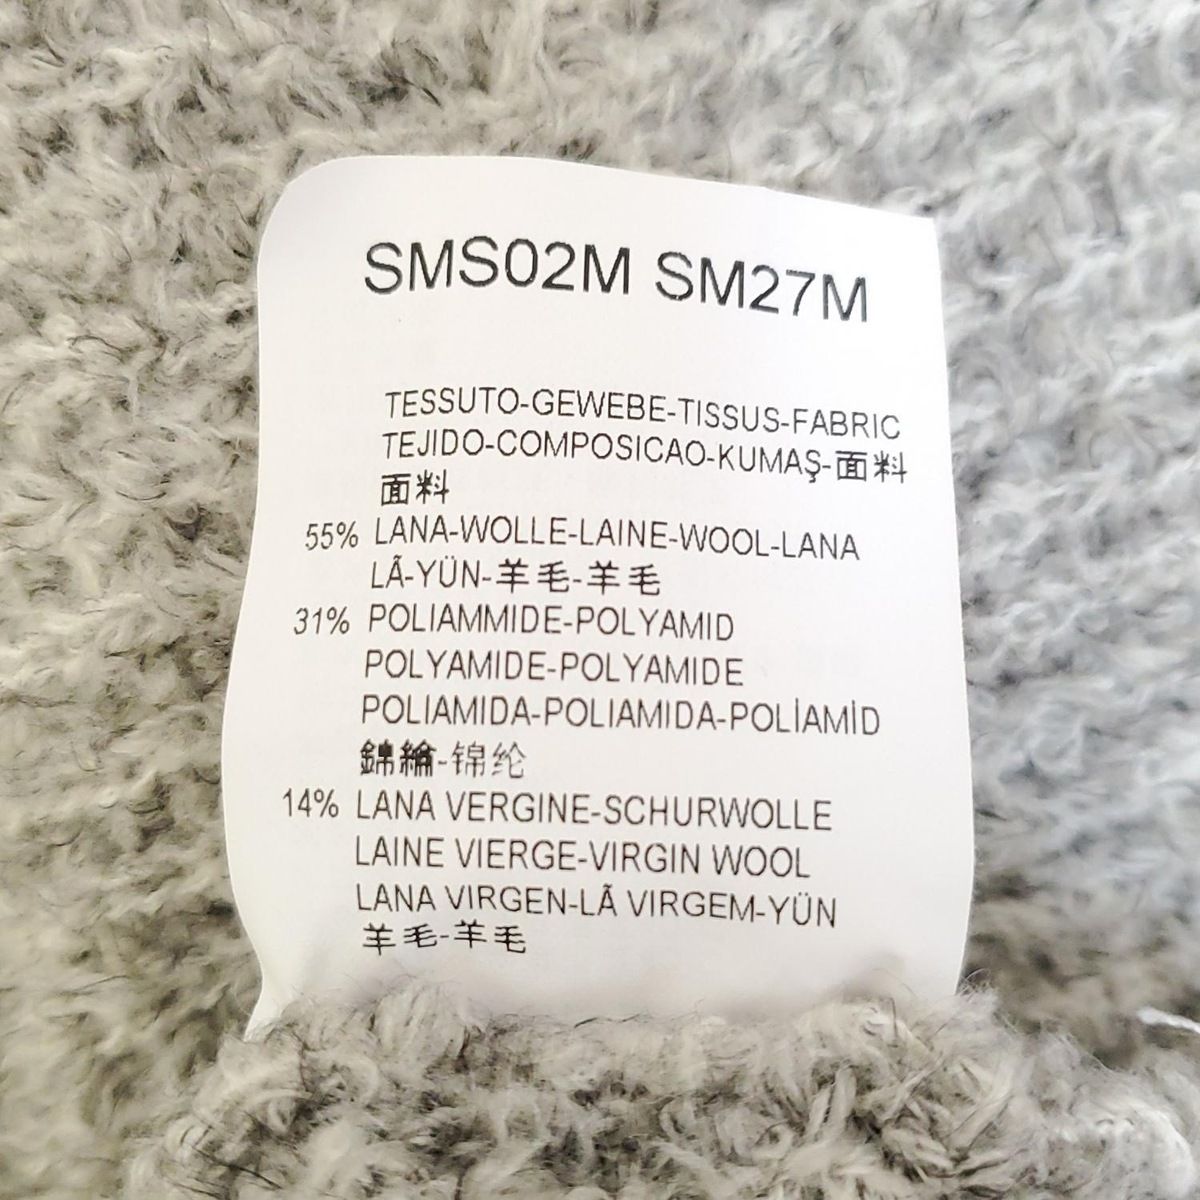 SMS02M SM27M
TESSUTO-GEWEBE-TISSUS-FABRIC
TEJIDO-COMPOSICAO-KUMAŞ-面料
面料
55% LANA-WOLLE-LAINE-WOOL-LANA
LÃ-YÜN-羊毛-羊毛
31% POLIAMMIDE-POLYAMID
POLYAMIDE-POLYAMIDE
POLIAMIDA-POLIAMIDA-POLİAMİD
錦綸-锦纶
14% LANA VERGINE-SCHURWOLLE
LAINE VIERGE-VIRGIN WOOL
LANA VIRGEN-LÃ VIRGEM-YÜN
羊毛-羊毛